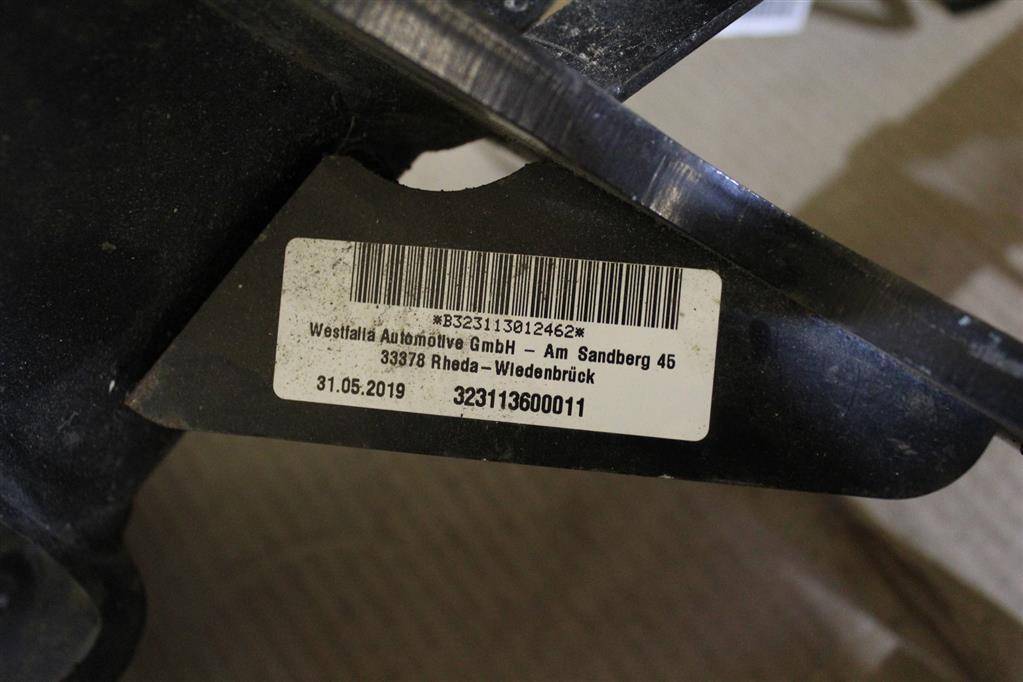 *B323113012462*
Westfalia Automotive GmbH – Am Sandberg 45
33378 Rheda–Wiedenbrück
31.05.2019 323113600011